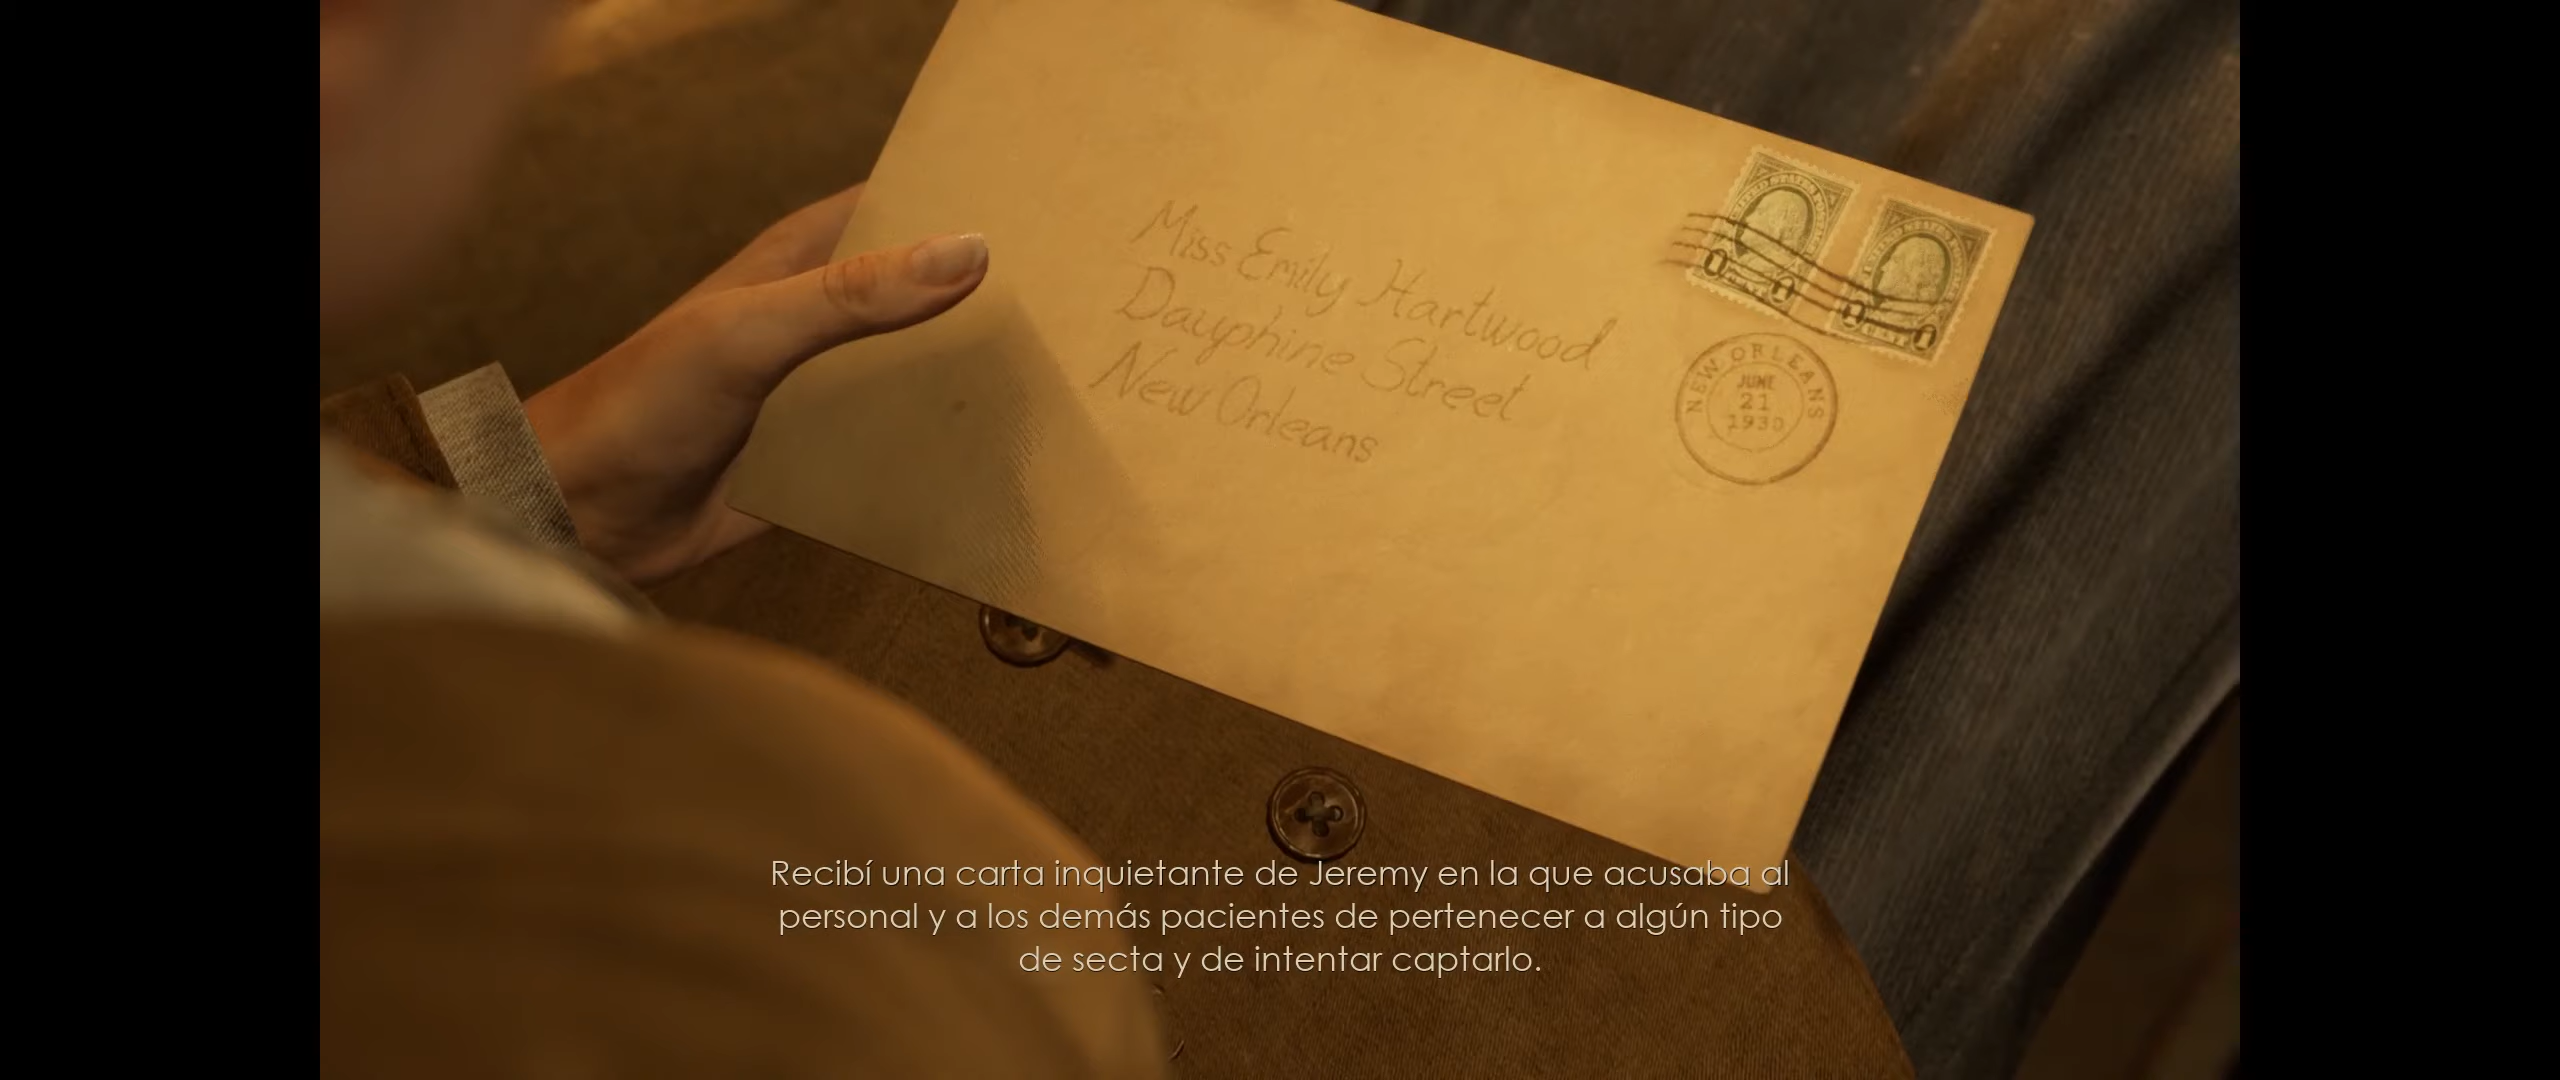 Miss Emily Hartwood
Dauphine Street
New Orleans
NEW ORLEANS
JUNE
21
1930
Recibí una carta inquietante de Jeremy en la que acusaba al
personal y a los demás pacientes de pertenecer a algún tipo
de secta y de intentar captarlo.